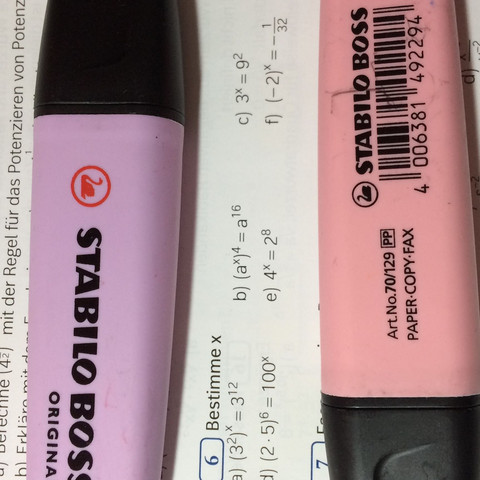 STABILO BOSS
ORIGINA
STABILO BOSS
4 006381 492294
Art.No.70/129 PP
PAPER·COPY·FAX
mit der Regel für das Potenzieren von Potenz
6 Bestimme x
a) (3²)ˣ = 3¹² b) (aˣ)⁴ = a¹⁶ c) 3ˣ = 9²
d) (2 · 5)⁶ = 100ˣ e) 4ˣ = 2⁸ f) (−2)ˣ = −1/32
7